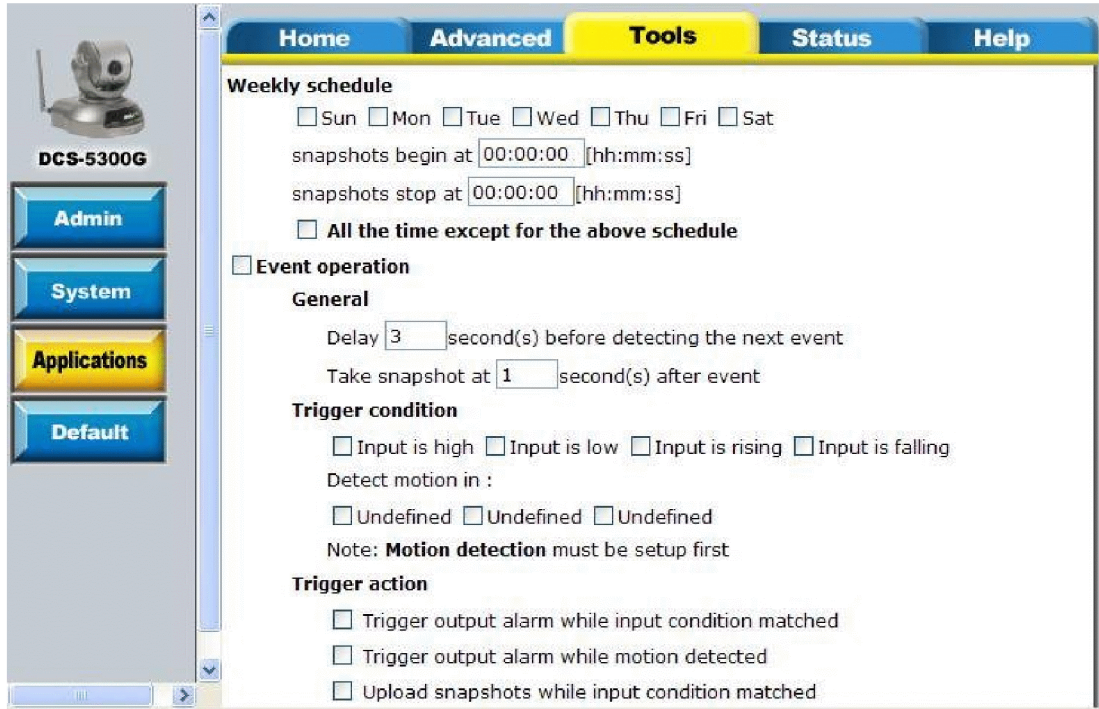 Home Advanced Tools Status Help
DCS-5300G
Admin
System
Applications
Default
Weekly schedule
Sun Mon Tue Wed Thu Fri Sat
snapshots begin at 00:00:00 [hh:mm:ss]
snapshots stop at 00:00:00 [hh:mm:ss]
All the time except for the above schedule
Event operation
General
Delay 3 second(s) before detecting the next event
Take snapshot at 1 second(s) after event
Trigger condition
Input is high Input is low Input is rising Input is falling
Detect motion in :
Undefined Undefined Undefined
Note: Motion detection must be setup first
Trigger action
Trigger output alarm while input condition matched
Trigger output alarm while motion detected
Upload snapshots while input condition matched